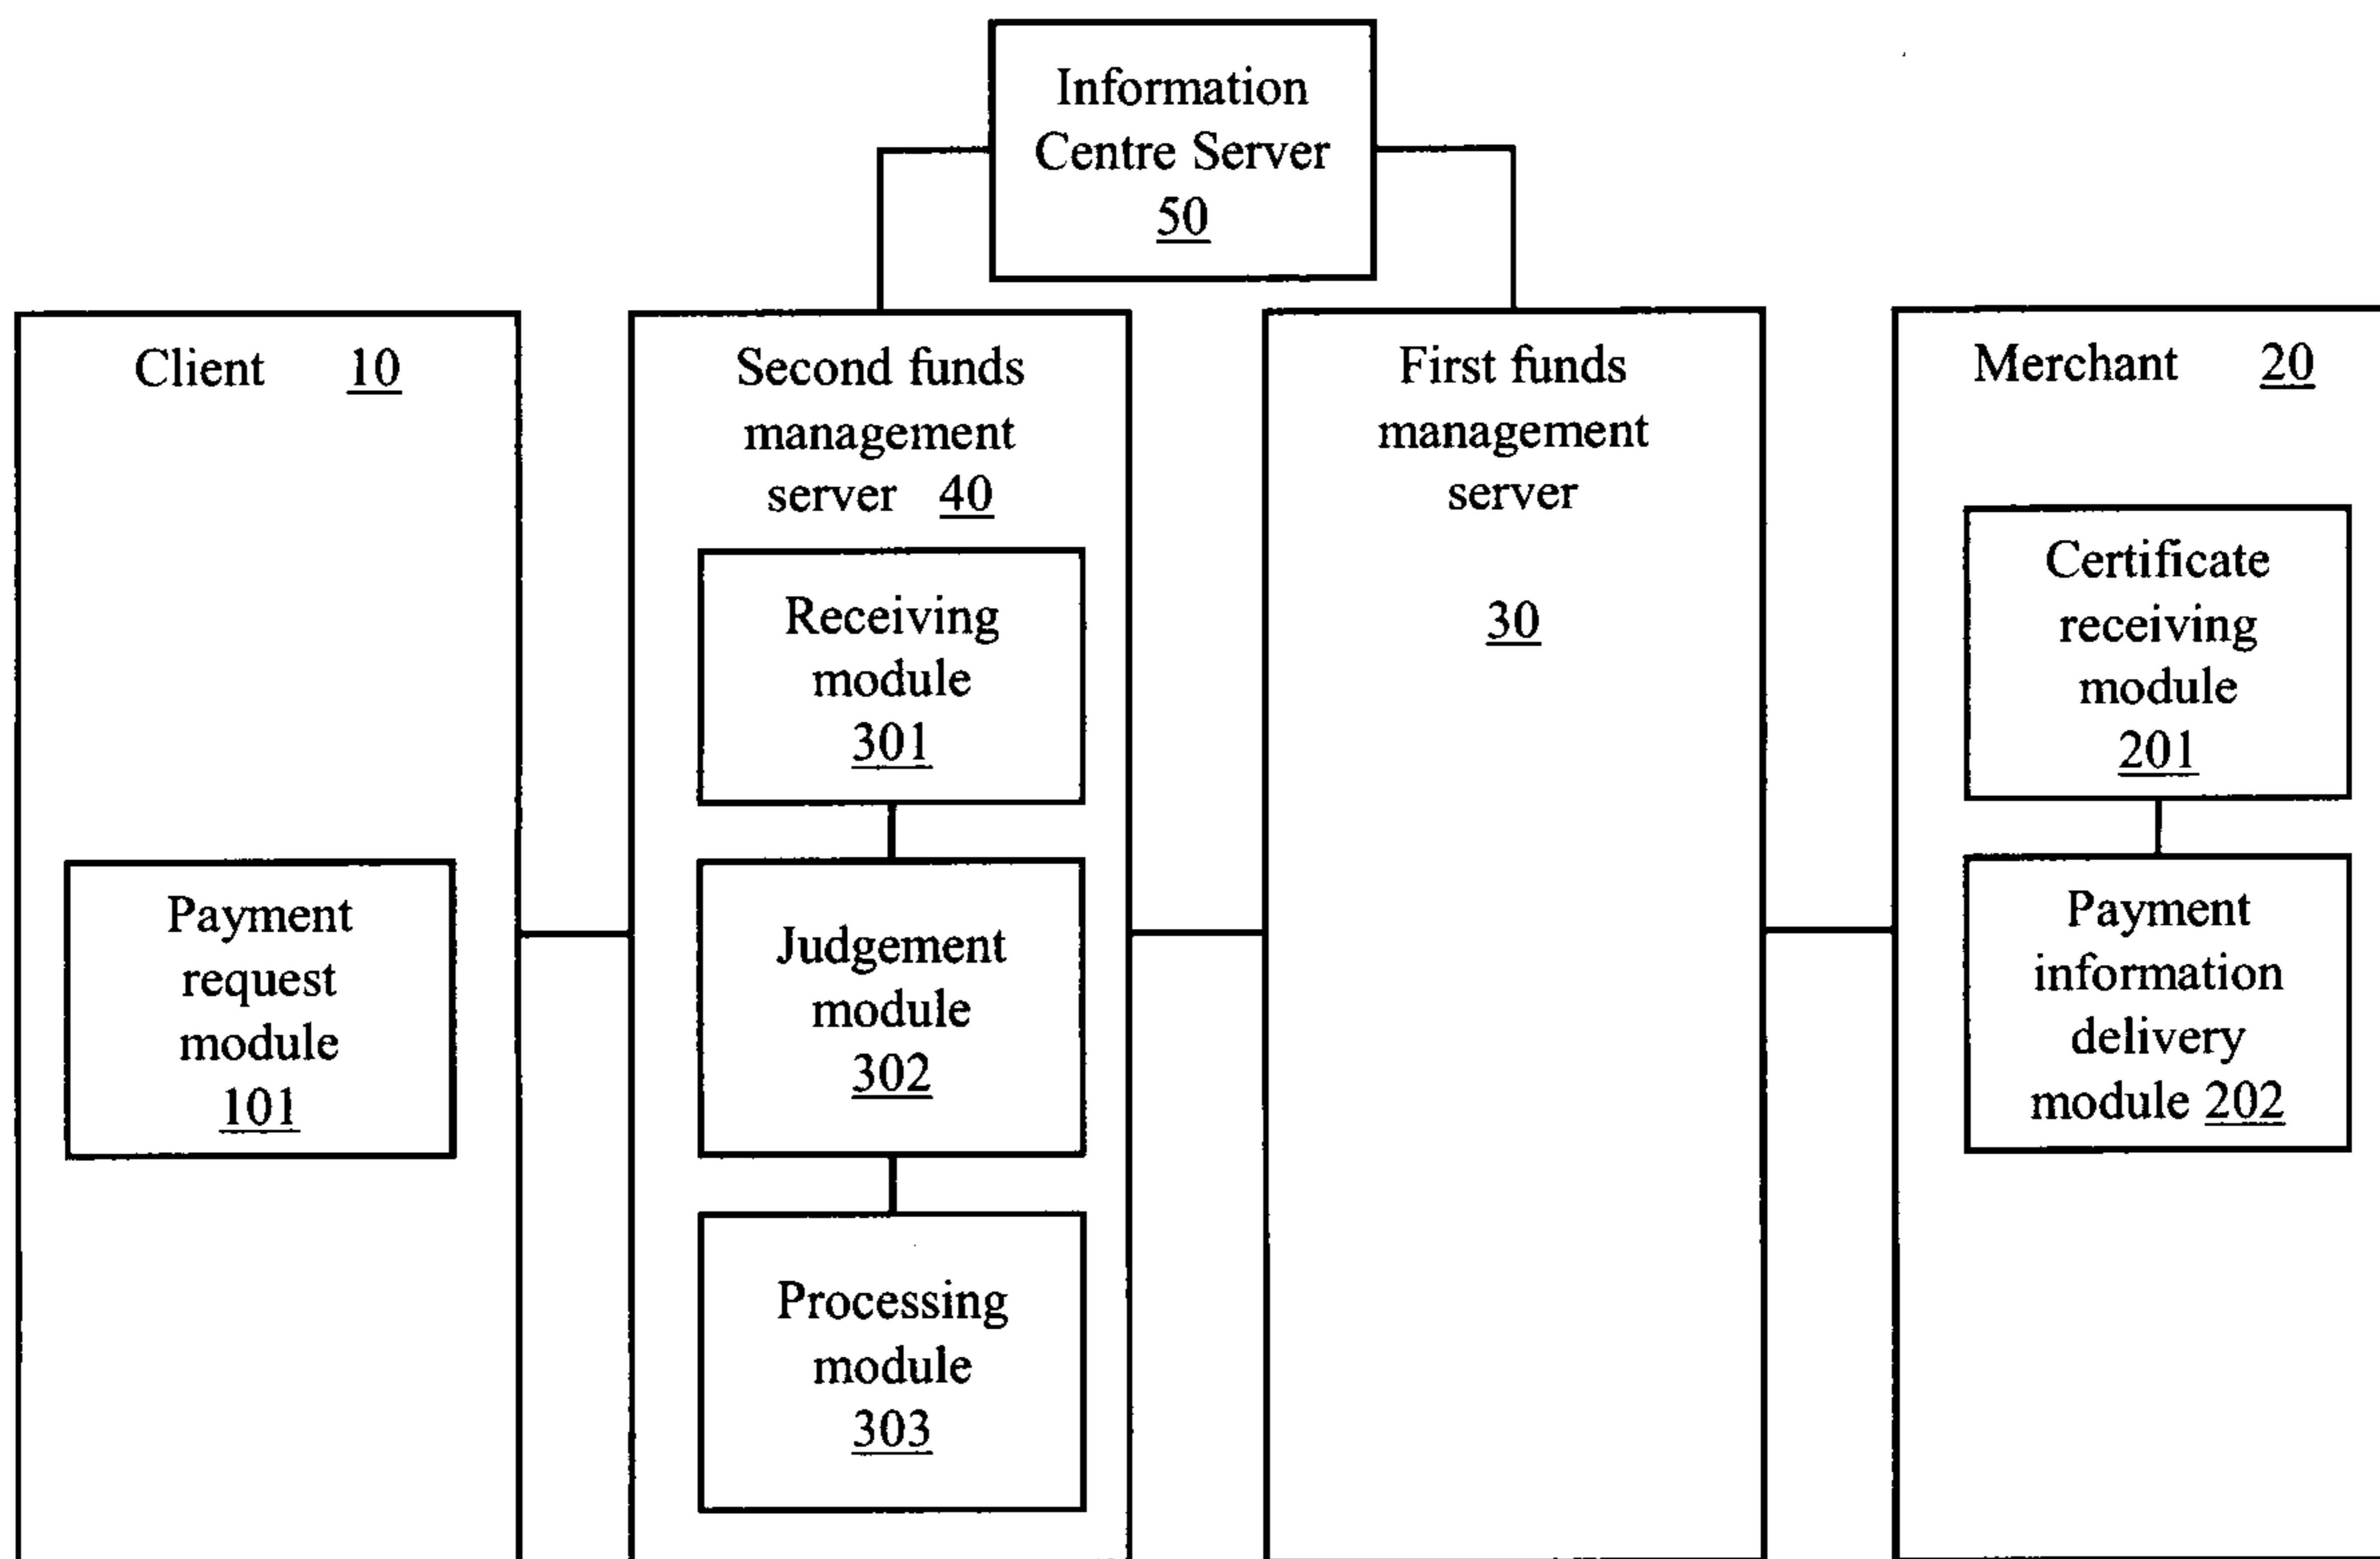 Information
Centre Server
50
Client 10
Second funds
management
server 40
Receiving
module
301
Judgement
module
302
Processing
module
303
First funds
management
server
30
Merchant 20
Certificate
receiving
module
201
Payment
information
delivery
module 202
Payment
request
module
101